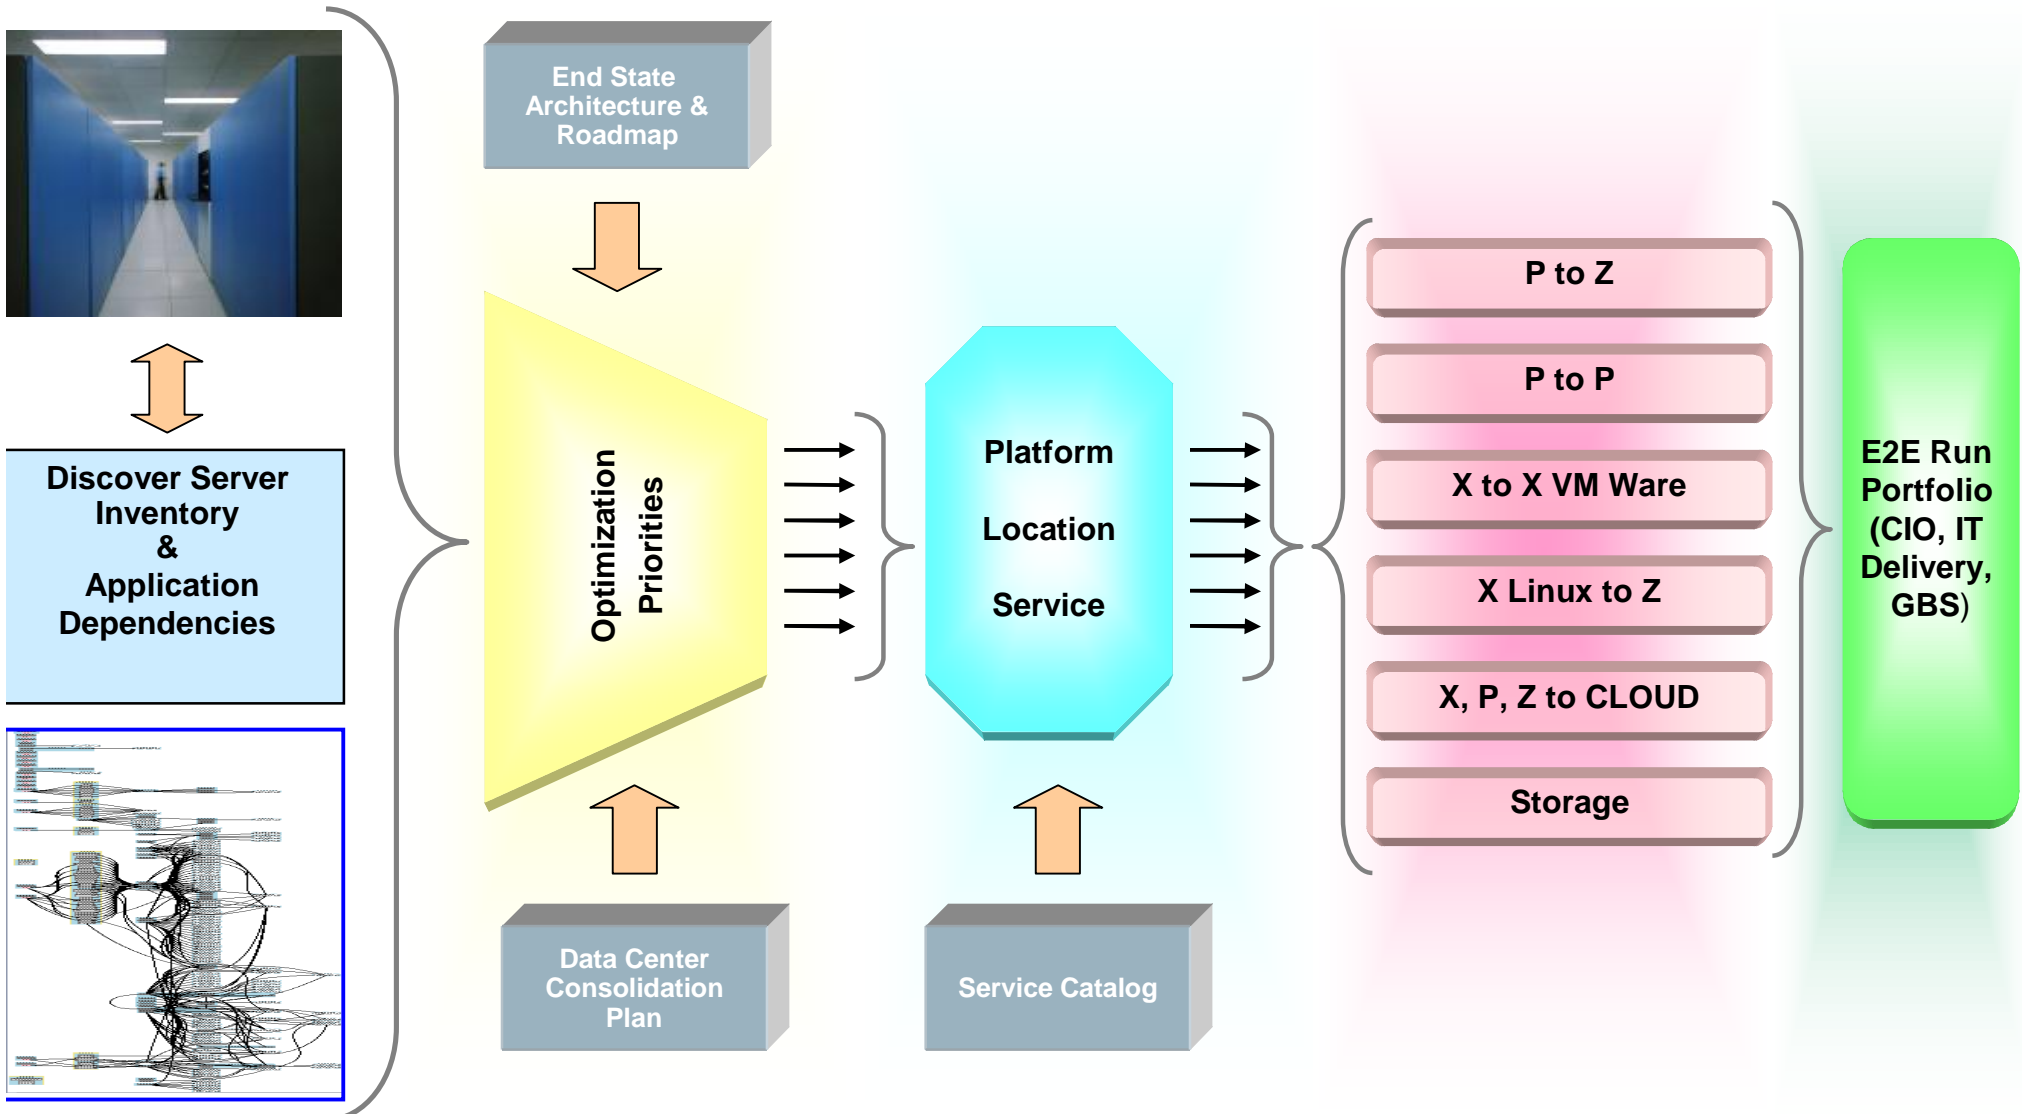 End State
Architecture &
Roadmap
Discover Server
Inventory
&
Application
Dependencies
Optimization
Priorities
Data Center
Consolidation
Plan
Platform
Location
Service
Service Catalog
P to Z
P to P
X to X VM Ware
X Linux to Z
X, P, Z to CLOUD
Storage
E2E Run
Portfolio
(CIO, IT
Delivery,
GBS)